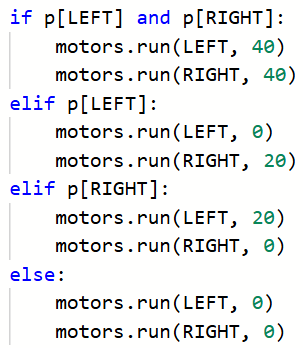 if p[LEFT] and p[RIGHT]:
    motors.run(LEFT, 40)
    motors.run(RIGHT, 40)
elif p[LEFT]:
    motors.run(LEFT, 0)
    motors.run(RIGHT, 20)
elif p[RIGHT]:
    motors.run(LEFT, 20)
    motors.run(RIGHT, 0)
else:
    motors.run(LEFT, 0)
    motors.run(RIGHT, 0)